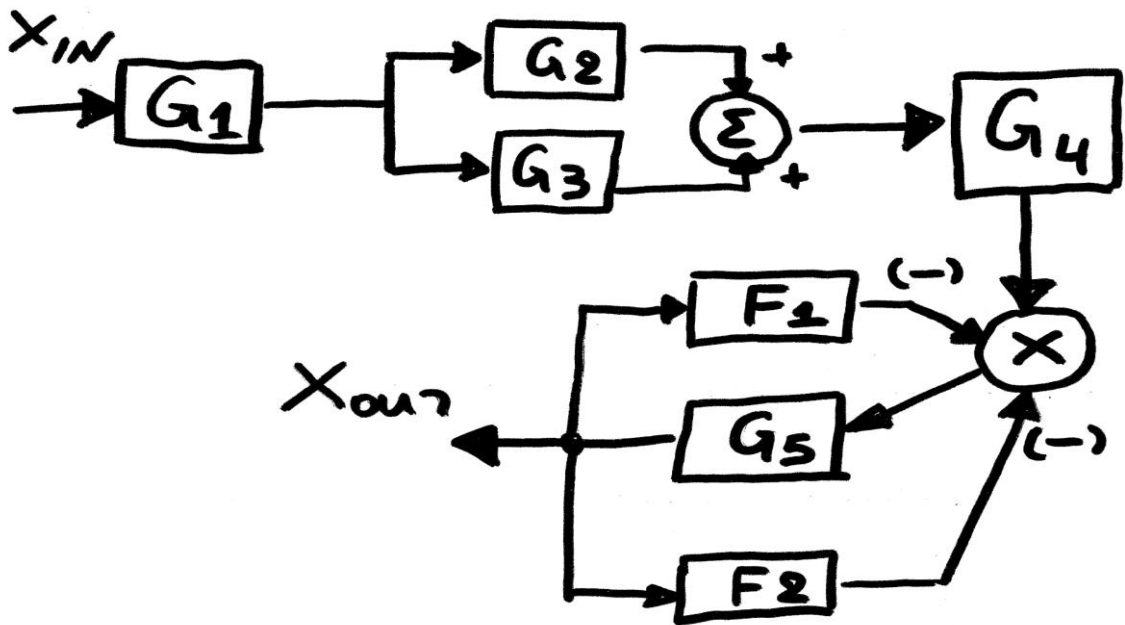 XIN
G1
G2
+
Σ
G3
+
G4
F1
(-)
X
XOUT
G5
(-)
F2